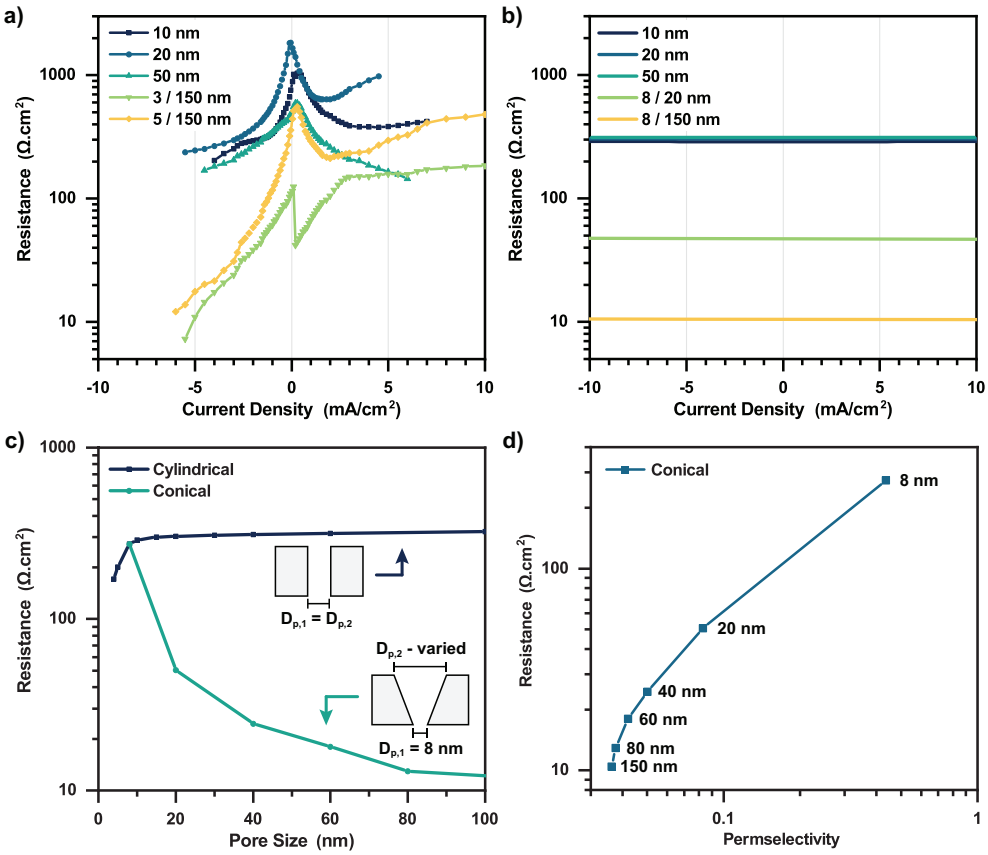 a)
10 nm
20 nm
50 nm
3 / 150 nm
5 / 150 nm
1000
100
10
Resistance (Ω.cm²)
-10
-5
0
5
10
Current Density (mA/cm²)
b)
10 nm
20 nm
50 nm
8 / 20 nm
8 / 150 nm
1000
100
10
Resistance (Ω.cm²)
-10
-5
0
5
10
Current Density (mA/cm²)
c)
Cylindrical
Conical
1000
100
10
Resistance (Ω.cm²)
Dp,1 = Dp,2
Dp,2 - varied
Dp,1 = 8 nm
0
20
40
60
80
100
Pore Size (nm)
d)
Conical
8 nm
20 nm
40 nm
60 nm
80 nm
150 nm
100
10
Resistance (Ω.cm²)
0.1
1
Permselectivity